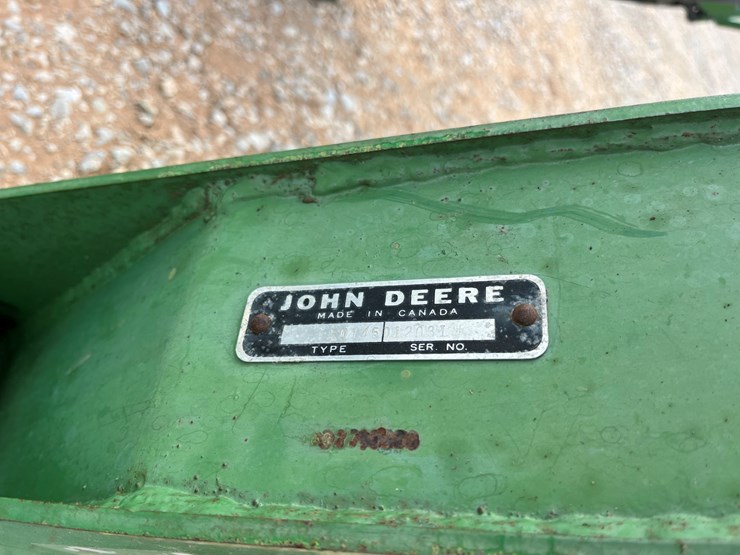 JOHN DEERE
MADE IN CANADA
TYPE SER. NO.